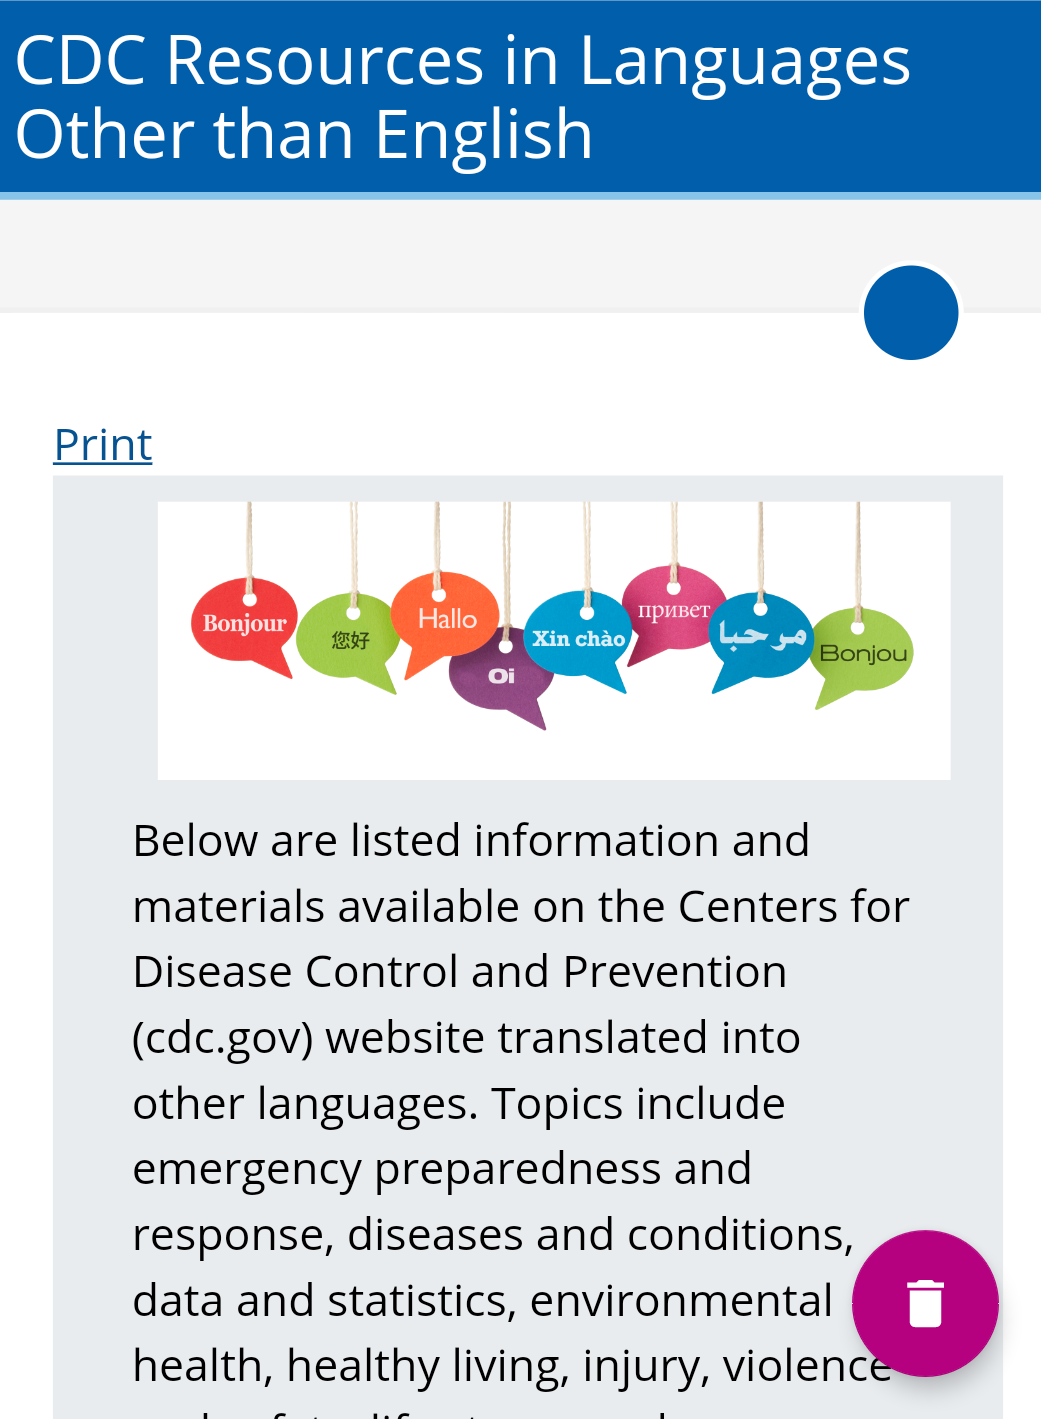 CDC Resources in Languages
Other than English
Print
Bonjour
您好
Hallo
Oi
Xin chào
привет
مرحبا
Bonjou
Below are listed information and
materials available on the Centers for
Disease Control and Prevention
(cdc.gov) website translated into
other languages. Topics include
emergency preparedness and
response, diseases and conditions,
data and statistics, environmental
health, healthy living, injury, violence